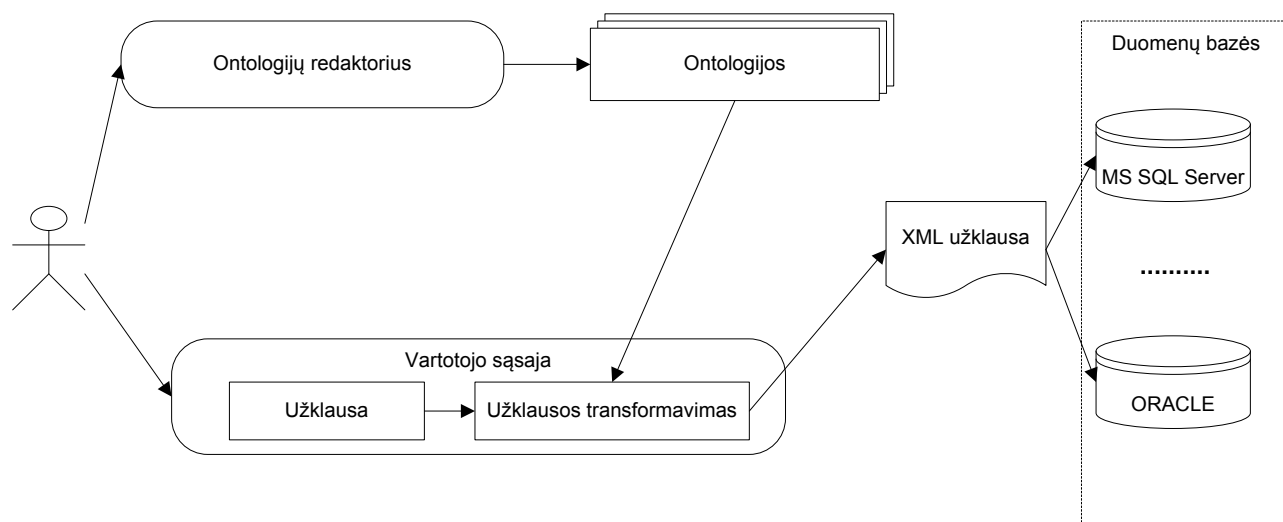 Ontologijų redaktorius
Ontologijos
Duomenų bazės
MS SQL Server
XML užklausa
..........
Vartotojo sąsaja
Užklausa
Užklausos transformavimas
ORACLE